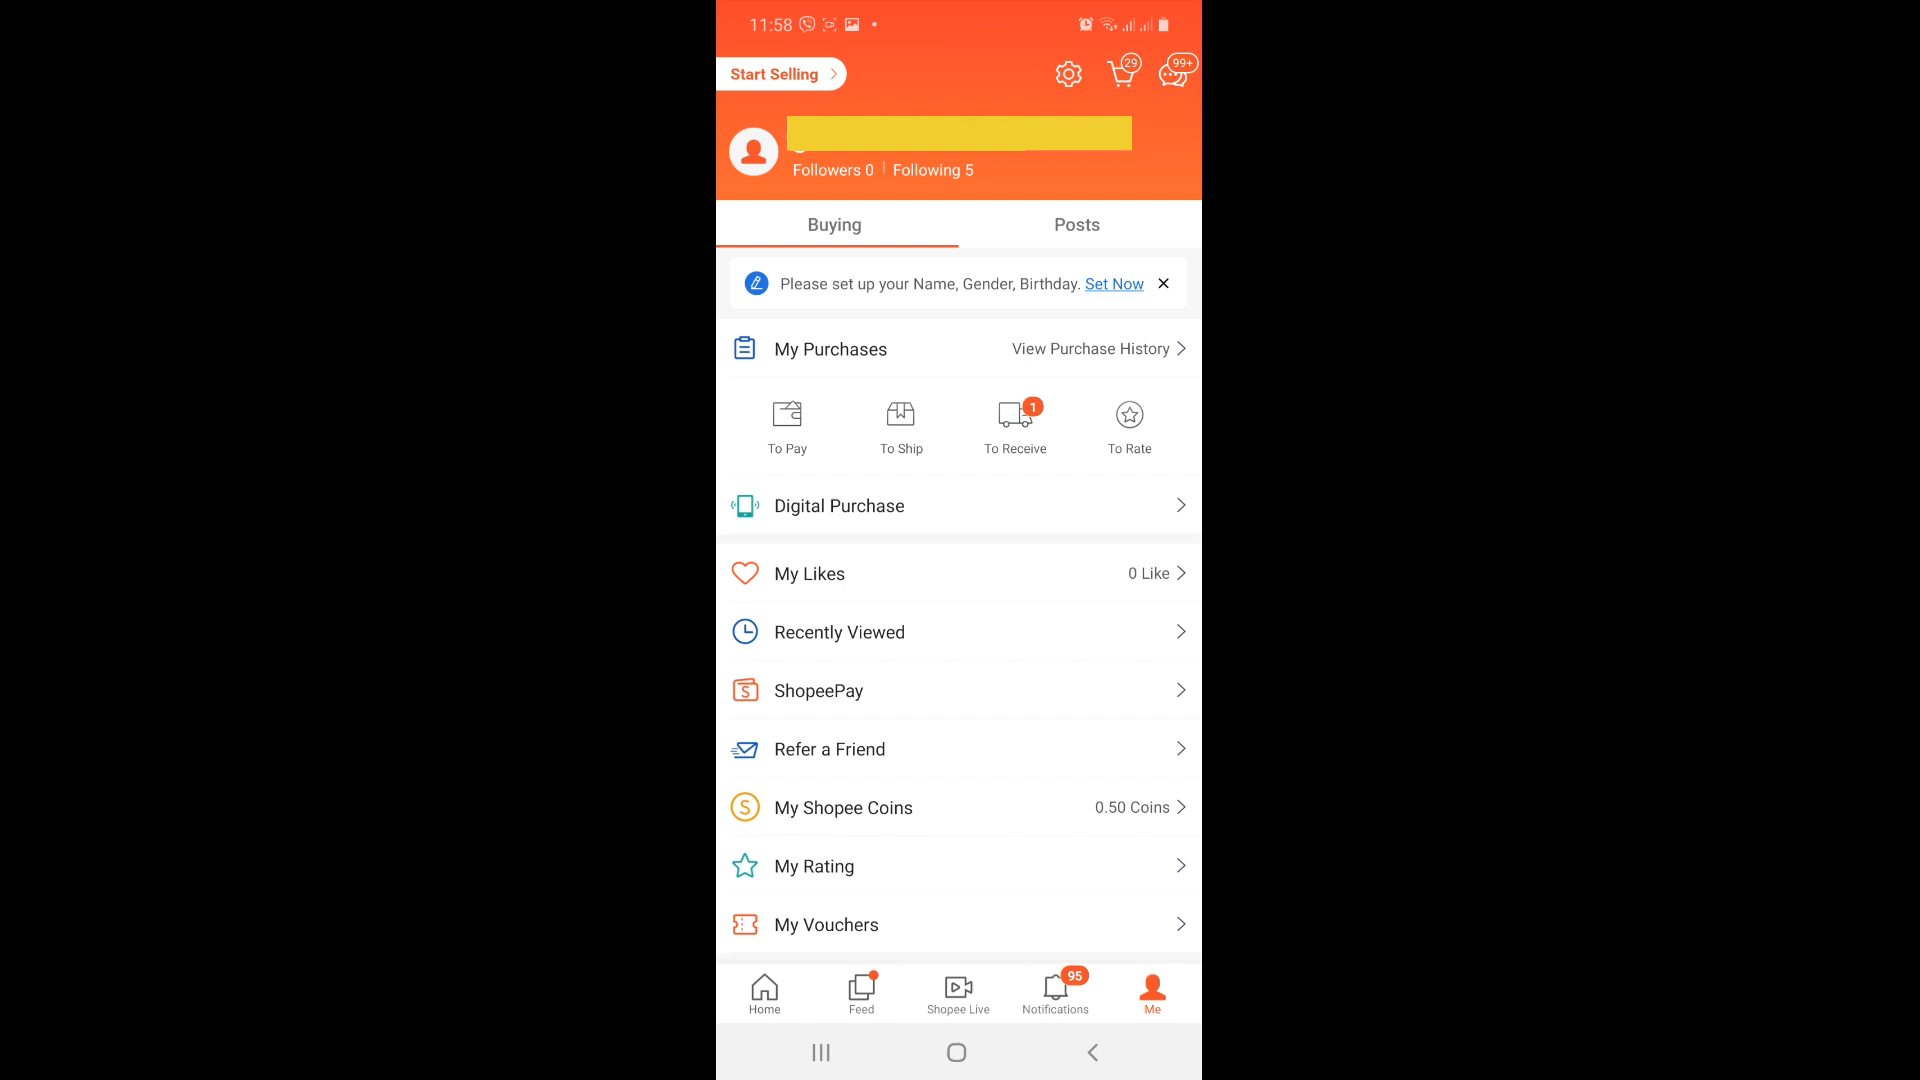 11:58
Start Selling
29
99+
Followers 0 Following 5
Buying Posts
Please set up your Name, Gender, Birthday. Set Now
My Purchases View Purchase History
1
To Pay To Ship To Receive To Rate
Digital Purchase
My Likes 0 Like
Recently Viewed
ShopeePay
Refer a Friend
My Shopee Coins 0.50 Coins
My Rating
My Vouchers
95
Home Feed Shopee Live Notifications Me